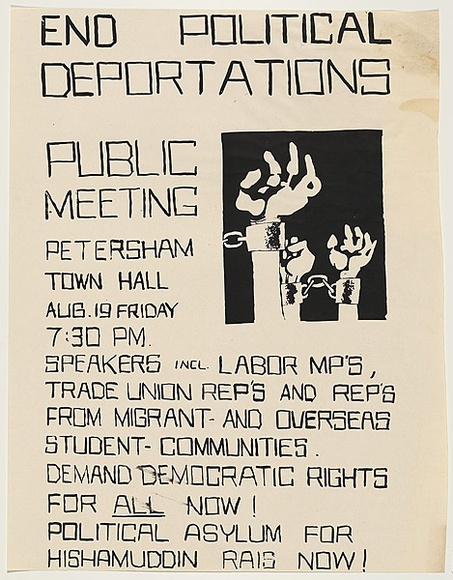 END POLITICAL
DEPORTATIONS
PUBLIC
MEETING
PETERSHAM
TOWN HALL
AUG. 19 FRIDAY
7:30 PM.
SPEAKERS INCL. LABOR MP'S,
TRADE UNION REP'S AND REP'S
FROM MIGRANT- AND OVERSEAS
STUDENT- COMMUNITIES.
DEMAND DEMOCRATIC RIGHTS
FOR ALL NOW!
POLITICAL ASYLUM FOR
HISHAMUDDIN RAIS NOW!